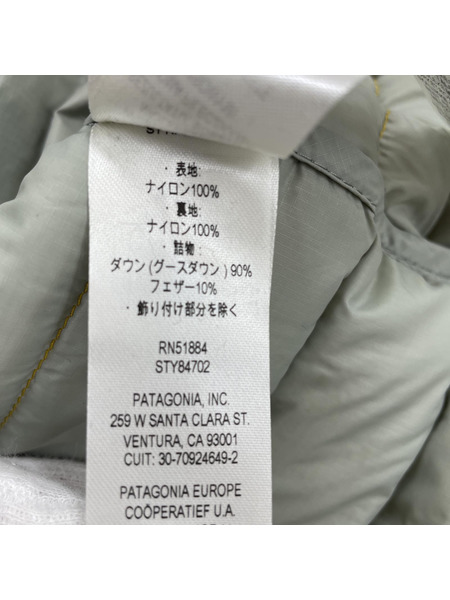 ・表地:
ナイロン100%
・裏地:
ナイロン100%
・詰物:
ダウン(グースダウン) 90%
フェザー10%
・飾り付け部分を除く
RN51884
STY84702
PATAGONIA, INC.
259 W SANTA CLARA ST.
VENTURA, CA 93001
CUIT: 30-70924649-2
PATAGONIA EUROPE
COÖPERATIEF U.A.